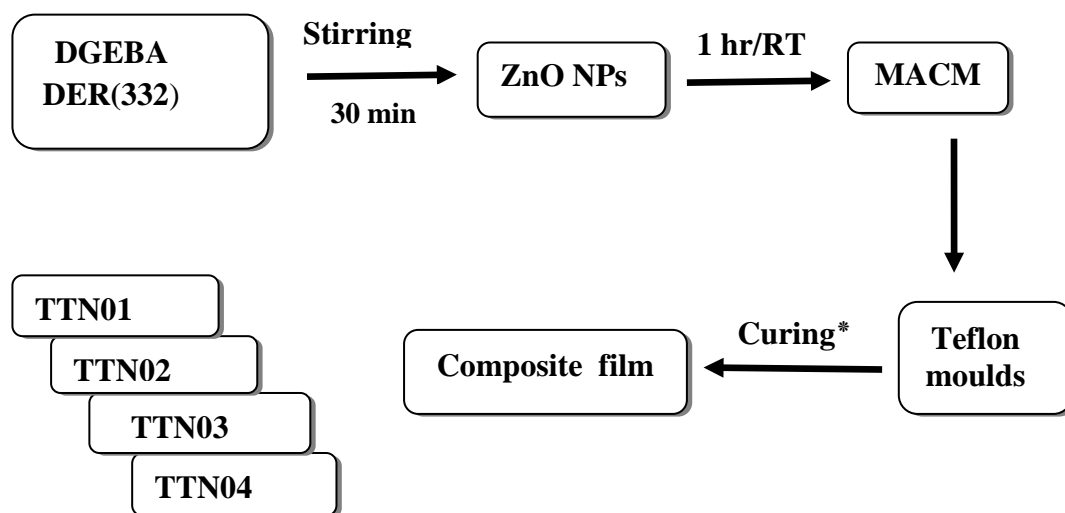 DGEBA
DER(332)
Stirring
30 min
ZnO NPs
1 hr/RT
MACM
Teflon
moulds
Curing*
Composite film
TTN01
TTN02
TTN03
TTN04